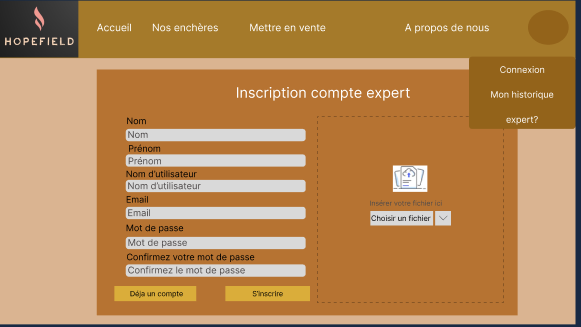 HOPEFIELD
Accueil Nos enchères Mettre en vente A propos de nous
Connexion
Mon historique
expert?
Inscription compte expert
Nom
Nom
Prénom
Prénom
Nom d'utilisateur
Nom d'utilisateur
Email
Email
Mot de passe
Mot de passe
Confirmez votre mot de passe
Confirmez le mot de passe
Déja un compte S'inscrire
Insérer votre fichier ici
Choisir un fichier